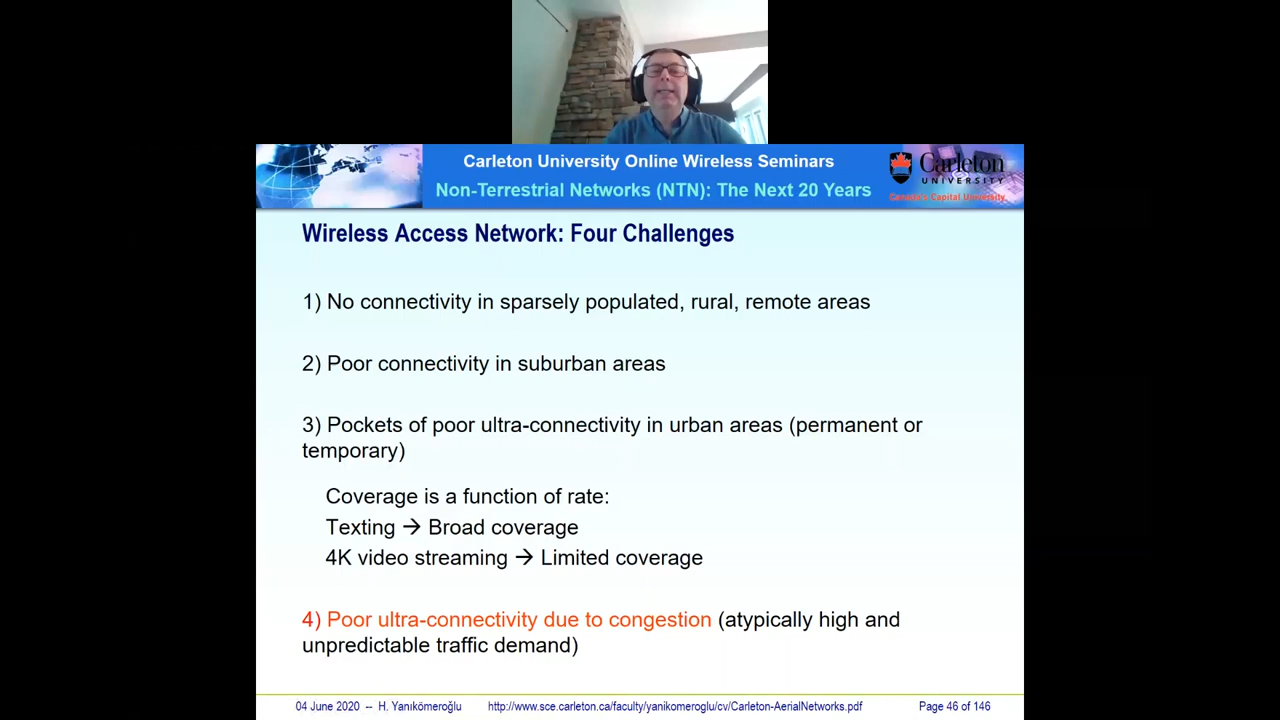 Carleton University Online Wireless Seminars
Non-Terrestrial Networks (NTN): The Next 20 Years
Carleton
UNIVERSITY
Canada's Capital University
Wireless Access Network: Four Challenges
1) No connectivity in sparsely populated, rural, remote areas
2) Poor connectivity in suburban areas
3) Pockets of poor ultra-connectivity in urban areas (permanent or
temporary)
Coverage is a function of rate:
Texting → Broad coverage
4K video streaming → Limited coverage
4) Poor ultra-connectivity due to congestion (atypically high and
unpredictable traffic demand)
04 June 2020 -- H. Yanıkömeroğlu http://www.sce.carleton.ca/faculty/yanikomeroglu/cv/Carleton-AerialNetworks.pdf Page 46 of 146